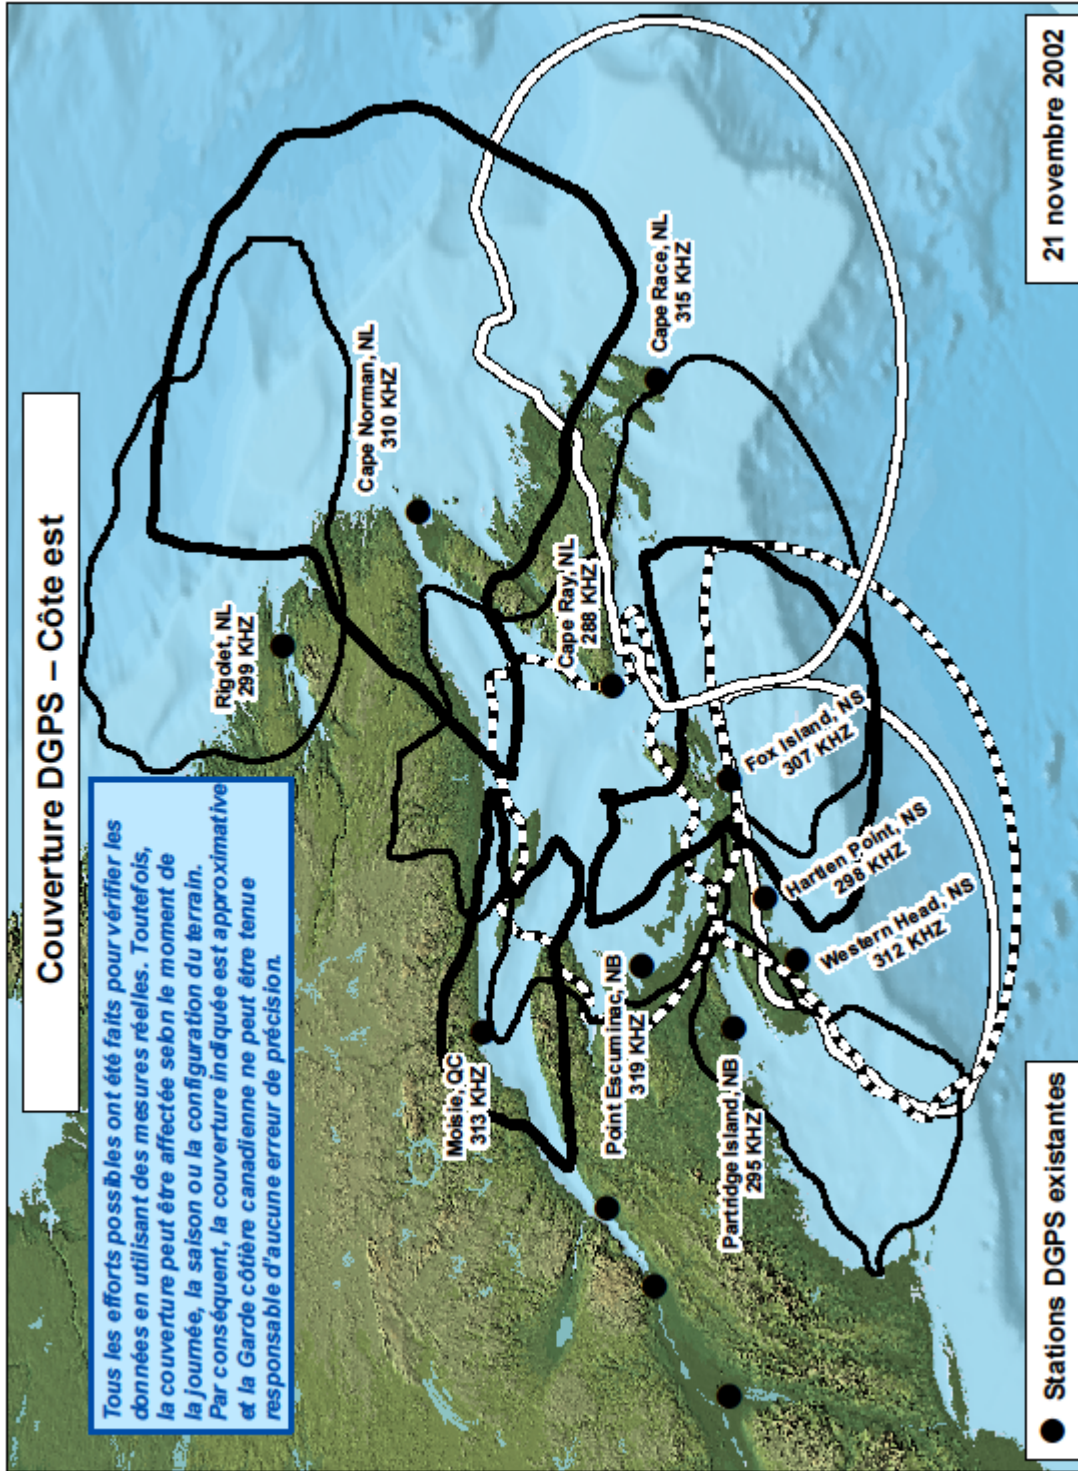 Couverture DGPS – Côte est
Tous les efforts possibles ont été faits pour vérifier les
données en utilisant des mesures réelles. Toutefois,
la couverture peut être affectée selon le moment de
la journée, la saison ou la configuration du terrain.
Par conséquent, la couverture indiquée est approximative
et la Garde côtière canadienne ne peut être tenue
responsable d'aucune erreur de précision.
Rigolet, NL
299 KHZ
Cape Norman, NL
310 KHZ
Moisie, QC
313 KHZ
Cape Ray, NL
288 KHZ
Cape Race, NL
315 KHZ
Point Escuminac, NB
319 KHZ
Partridge Island, NB
295 KHZ
Fox Island, NS
307 KHZ
Hartlen Point, NS
298 KHZ
Western Head, NS
312 KHZ
Stations DGPS existantes
21 novembre 2002